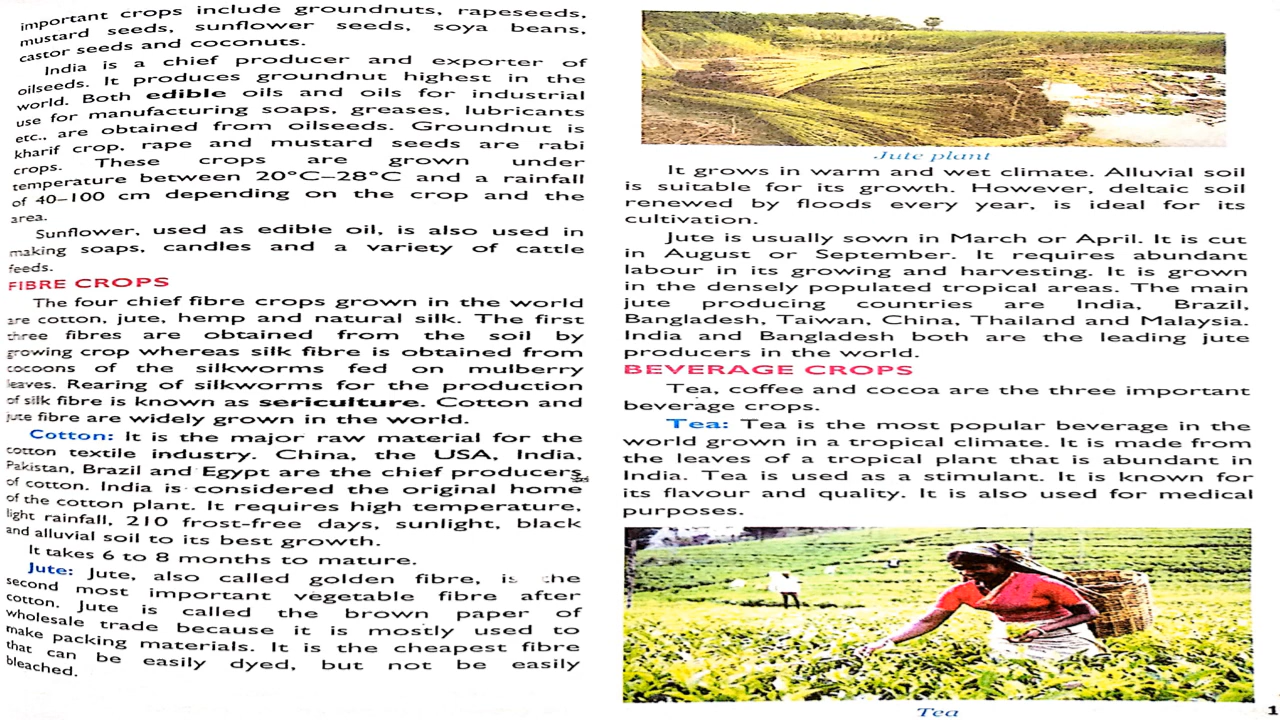 important crops include groundnuts, rapeseeds,
mustard seeds, sunflower seeds, soya beans,
castor seeds and coconuts.
India is a chief producer and exporter of
oilseeds. It produces groundnut highest in the
world. Both edible oils and oils for industrial
use for manufacturing soaps, greases, lubricants
etc., are obtained from oilseeds. Groundnut is
kharif crop, rape and mustard seeds are rabi
crops. These crops are grown under
temperature between 20°C–28°C and a rainfall
of 40–100 cm depending on the crop and the
area.
Sunflower, used as edible oil, is also used in
making soaps, candles and a variety of cattle
feeds.
FIBRE CROPS
The four chief fibre crops grown in the world
are cotton, jute, hemp and natural silk. The first
three fibres are obtained from the soil by
growing crop whereas silk fibre is obtained from
cocoons of the silkworms fed on mulberry
leaves. Rearing of silkworms for the production
of silk fibre is known as sericulture. Cotton and
jute fibre are widely grown in the world.
Cotton: It is the major raw material for the
cotton textile industry. China, the USA, India,
Pakistan, Brazil and Egypt are the chief producers
of cotton. India is considered the original home
of the cotton plant. It requires high temperature,
light rainfall, 210 frost-free days, sunlight, black
and alluvial soil to its best growth.
It takes 6 to 8 months to mature.
Jute: Jute, also called golden fibre, is the
second most important vegetable fibre after
cotton. Jute is called the brown paper of
wholesale trade because it is mostly used to
make packing materials. It is the cheapest fibre
that can be easily dyed, but not be easily
bleached.
Jute plant
It grows in warm and wet climate. Alluvial soil
is suitable for its growth. However, deltaic soil
renewed by floods every year, is ideal for its
cultivation.
Jute is usually sown in March or April. It is cut
in August or September. It requires abundant
labour in its growing and harvesting. It is grown
in the densely populated tropical areas. The main
jute producing countries are India, Brazil,
Bangladesh, Taiwan, China, Thailand and Malaysia.
India and Bangladesh both are the leading jute
producers in the world.
BEVERAGE CROPS
Tea, coffee and cocoa are the three important
beverage crops.
Tea: Tea is the most popular beverage in the
world grown in a tropical climate. It is made from
the leaves of a tropical plant that is abundant in
India. Tea is used as a stimulant. It is known for
its flavour and quality. It is also used for medical
purposes.
Tea
1